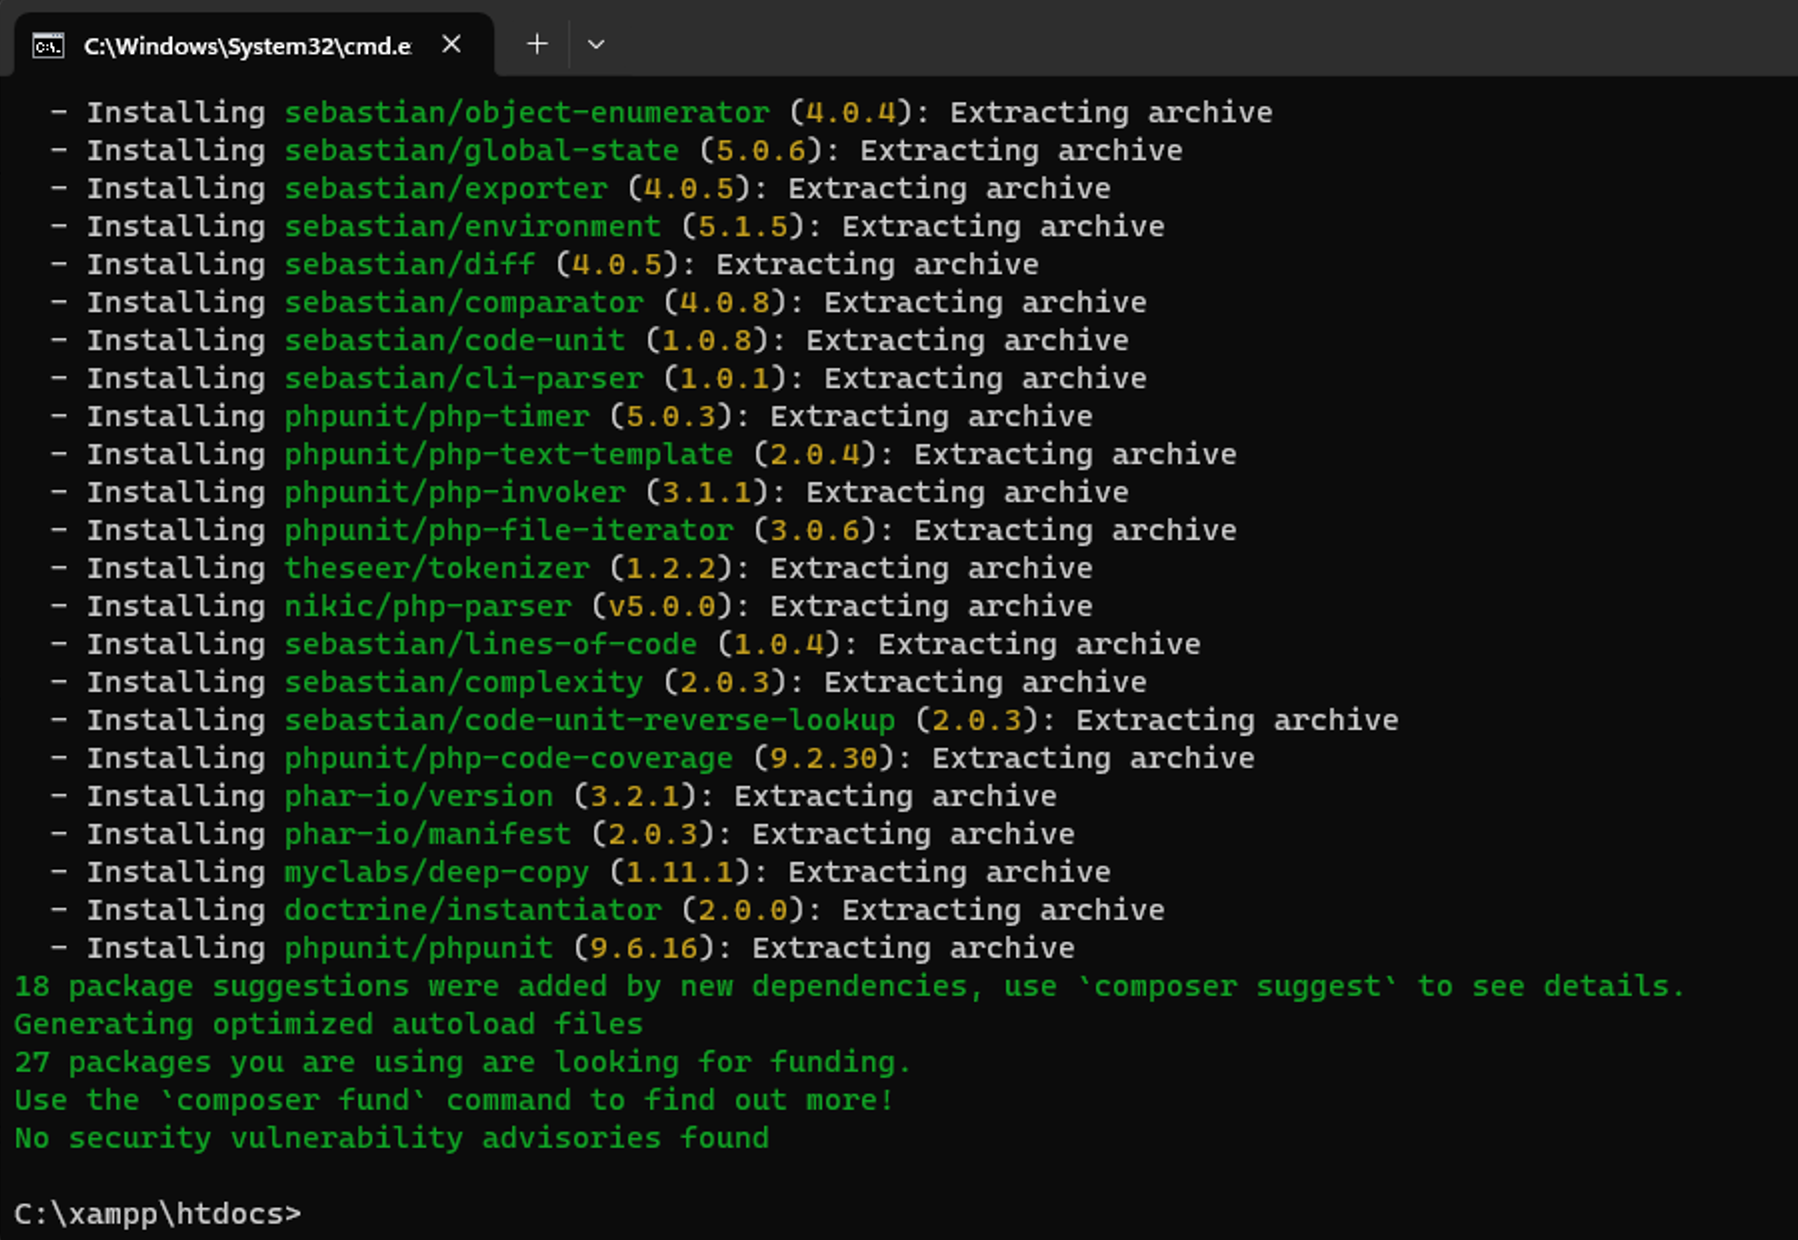 C:\Windows\System32\cmd.e
- Installing sebastian/object-enumerator (4.0.4): Extracting archive
- Installing sebastian/global-state (5.0.6): Extracting archive
- Installing sebastian/exporter (4.0.5): Extracting archive
- Installing sebastian/environment (5.1.5): Extracting archive
- Installing sebastian/diff (4.0.5): Extracting archive
- Installing sebastian/comparator (4.0.8): Extracting archive
- Installing sebastian/code-unit (1.0.8): Extracting archive
- Installing sebastian/cli-parser (1.0.1): Extracting archive
- Installing phpunit/php-timer (5.0.3): Extracting archive
- Installing phpunit/php-text-template (2.0.4): Extracting archive
- Installing phpunit/php-invoker (3.1.1): Extracting archive
- Installing phpunit/php-file-iterator (3.0.6): Extracting archive
- Installing theseer/tokenizer (1.2.2): Extracting archive
- Installing nikic/php-parser (v5.0.0): Extracting archive
- Installing sebastian/lines-of-code (1.0.4): Extracting archive
- Installing sebastian/complexity (2.0.3): Extracting archive
- Installing sebastian/code-unit-reverse-lookup (2.0.3): Extracting archive
- Installing phpunit/php-code-coverage (9.2.30): Extracting archive
- Installing phar-io/version (3.2.1): Extracting archive
- Installing phar-io/manifest (2.0.3): Extracting archive
- Installing myclabs/deep-copy (1.11.1): Extracting archive
- Installing doctrine/instantiator (2.0.0): Extracting archive
- Installing phpunit/phpunit (9.6.16): Extracting archive
18 package suggestions were added by new dependencies, use `composer suggest` to see details.
Generating optimized autoload files
27 packages you are using are looking for funding.
Use the `composer fund` command to find out more!
No security vulnerability advisories found
C:\xampp\htdocs>